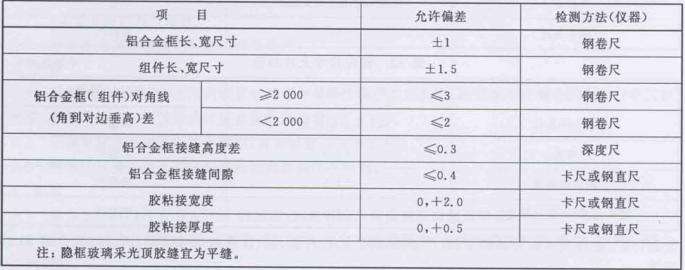 项 目 允许偏差 检测方法(仪器)
铝合金框长、宽尺寸 ±1 钢卷尺
组件长、宽尺寸 ±1.5 钢卷尺
铝合金框(组件)对角线
(角到对边垂高)差
≥2 000 ≤3 钢卷尺
<2 000 ≤2 钢卷尺
铝合金框接缝高度差 ≤0.3 深度尺
铝合金框接缝间隙 ≤0.4 卡尺或钢直尺
胶粘接宽度 0,+2.0 卡尺或钢直尺
胶粘接厚度 0,+0.5 卡尺或钢直尺
注:隐框玻璃采光顶胶缝宜为平缝。